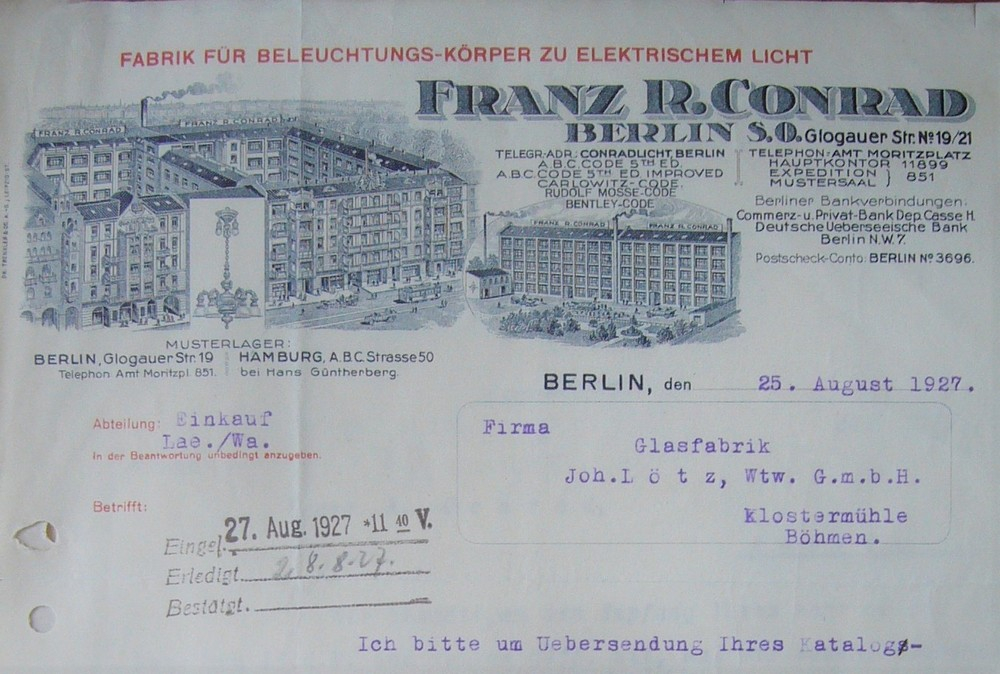 FABRIK FÜR BELEUCHTUNGS-KÖRPER ZU ELEKTRISCHEM LICHT
FRANZ R. CONRAD
BERLIN S.O. Glogauer Str. No 19/21
FRANZ R. CONRAD
FRANZ R. CONRAD
TELEGR.-ADR.: CONRADLICHT, BERLIN
A.B.C. CODE 5TH ED.
A.B.C. CODE 5TH ED IMPROVED
CARLOWITZ-CODE.
RUDOLF MOSSE-CODE
BENTLEY-CODE
TELEPHON: AMT MORITZPLATZ
HAUPTKONTOR 11899
EXPEDITION )
MUSTERSAAL ) 851
Berliner Bankverbindungen:
Commerz-u. Privat-Bank Dep. Casse H.
Deutsche Ueberseeische Bank
Berlin N.W. 7.
Postscheck-Conto: BERLIN No 3696.
FRANZ R. CONRAD
FRANZ R. CONRAD
MUSTERLAGER:
BERLIN, Glogauer Str. 19
Telephon Amt Moritzpl. 851.
HAMBURG, A.B.C. Strasse 50
bei Hans Güntherberg.
BERLIN, den 25. August 1927.
Abteilung: Einkauf
Lae./Wa.
In der Beantwortung unbedingt anzugeben.
Firma
Glasfabrik
Joh. L ö t z, Wtw. G.m.b.H.
Klostermühle
Böhmen.
Betrifft:
Eingel. 27. Aug. 1927 * 11 40 V.
Erledigt. 8.8.27.
Bestätgt.
Ich bitte um Uebersendung Ihres Katalogs-